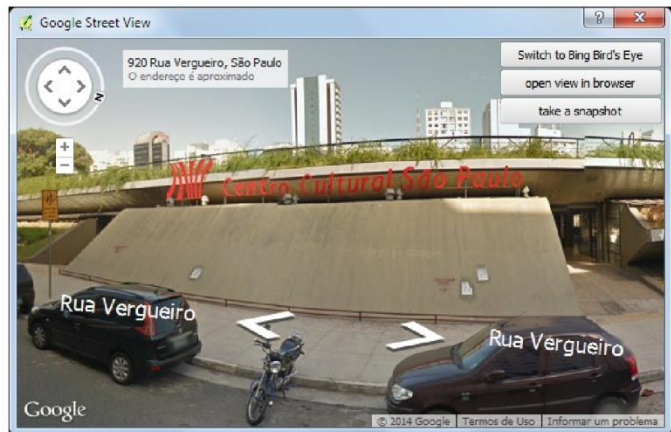 Google Street View
920 Rua Vergueiro, São Paulo
O endereço é aproximado
Switch to Bing Bird's Eye
open view in browser
take a snapshot
N
Centro Cultural São Paulo
Rua Vergueiro
Rua Vergueiro
Google
© 2014 Google
Termos de Uso
Informar um problema